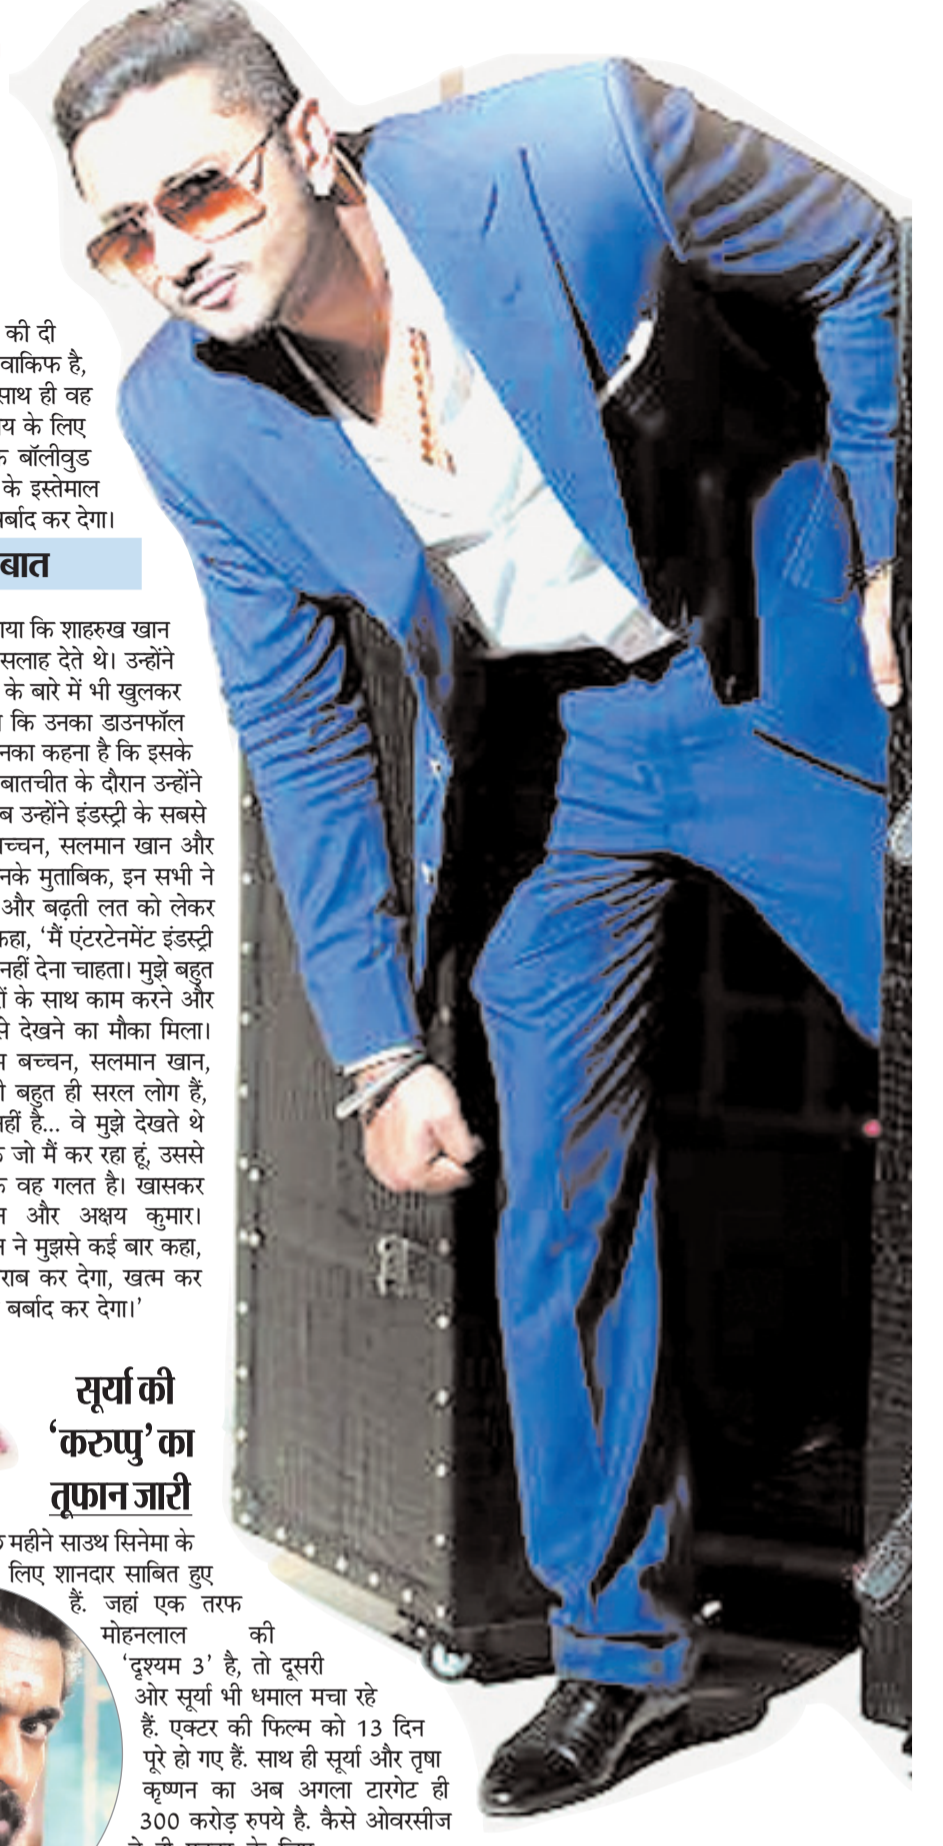 की दी
वाकिफ है,
साथ ही वह
के लिए
बॉलीवुड
के इस्तेमाल
बर्बाद कर देगा।
बात
कि शाहरुख खान
सलाह देते थे। उन्होंने
के बारे में भी खुलकर
कि उनका डाउनफॉल
कहना है कि इसके
बातचीत के दौरान उन्होंने
उन्होंने इंडस्ट्री के सबसे
बच्चन, सलमान खान और
मुताबिक, इन सभी ने
और बढ़ती लत को लेकर
कहा, ‘मैं एंटरटेनमेंट इंडस्ट्री
नहीं देना चाहता। मुझे बहुत
के साथ काम करने और
से देखने का मौका मिला।
बच्चन, सलमान खान,
बहुत ही सरल लोग हैं,
नहीं है... वे मुझे देखते थे
जो मैं कर रहा हूं, उससे
वह गलत है। खासकर
और अक्षय कुमार।
ने मुझसे कई बार कहा,
कर देगा, खत्म कर
बर्बाद कर देगा।’
सूर्या की
‘करुप्पु’ का
तूफान जारी
महीने साउथ सिनेमा के
लिए शानदार साबित हुए
हैं. जहां एक तरफ
मोहनलाल की
‘दृश्यम 3’ है, तो दूसरी
ओर सूर्या भी धमाल मचा रहे
हैं. एक्टर की फिल्म को 13 दिन
पूरे हो गए हैं. साथ ही सूर्या और तृषा
कृष्णन का अब अगला टारगेट ही
300 करोड़ रुपये है. कैसे ओवरसीज